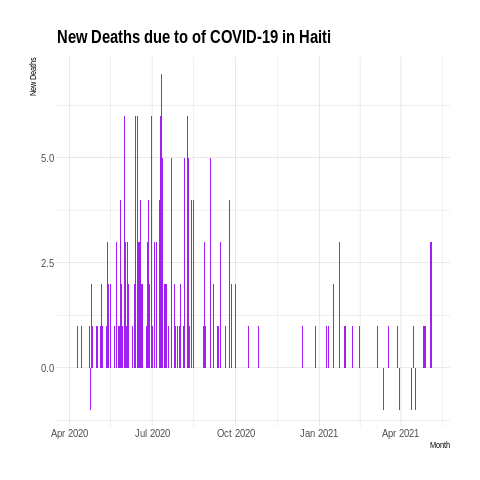 New Deaths due to of COVID-19 in Haiti
New Deaths
5.0
2.5
0.0
Apr 2020 Jul 2020 Oct 2020 Jan 2021 Apr 2021
Month